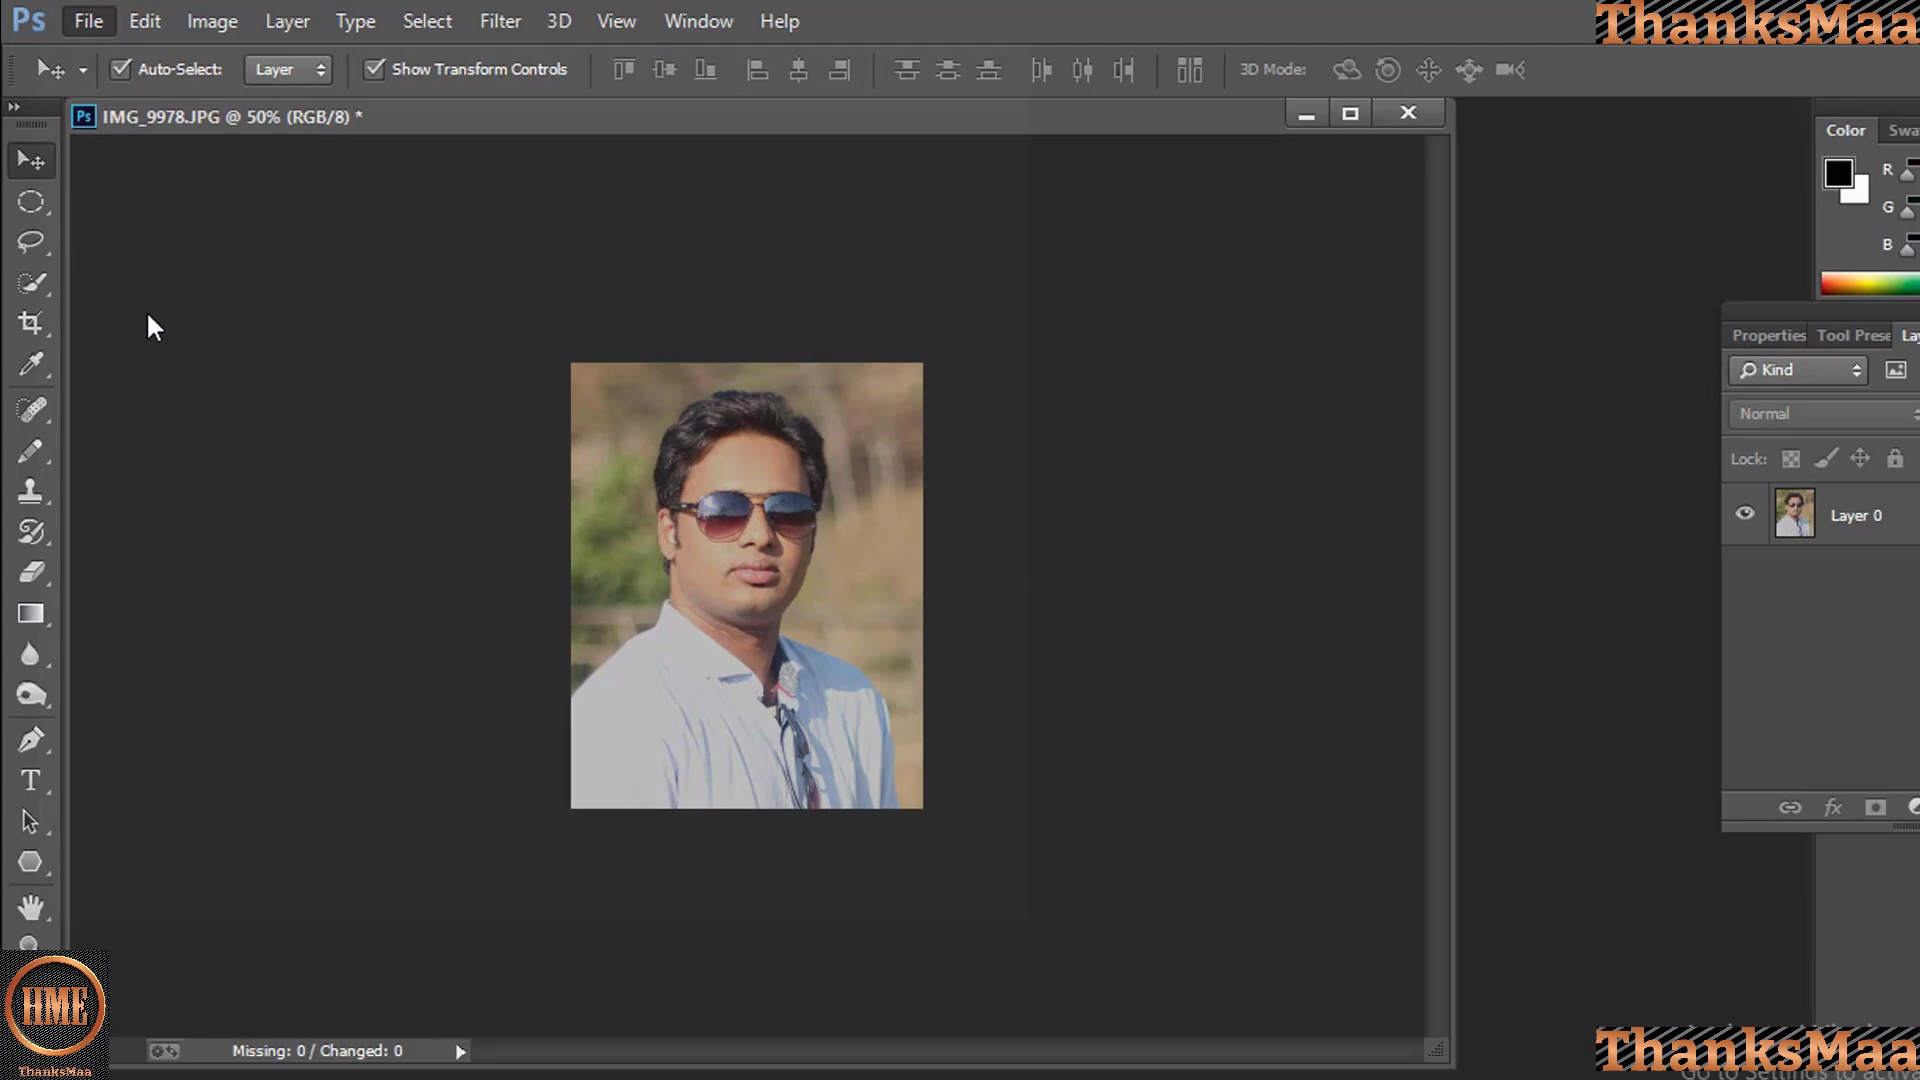 Ps File Edit Image Layer Type Select Filter 3D View Window Help
ThanksMaa
Auto-Select: Layer Show Transform Controls 3D Mode:
Ps IMG_9978.JPG @ 50% (RGB/8) *
Color Swa
R
G
B
Properties Tool Prese Lay
Kind
Normal
Lock:
Layer 0
fx
T
HME
ThanksMaa
Missing: 0 / Changed: 0
ThanksMaa